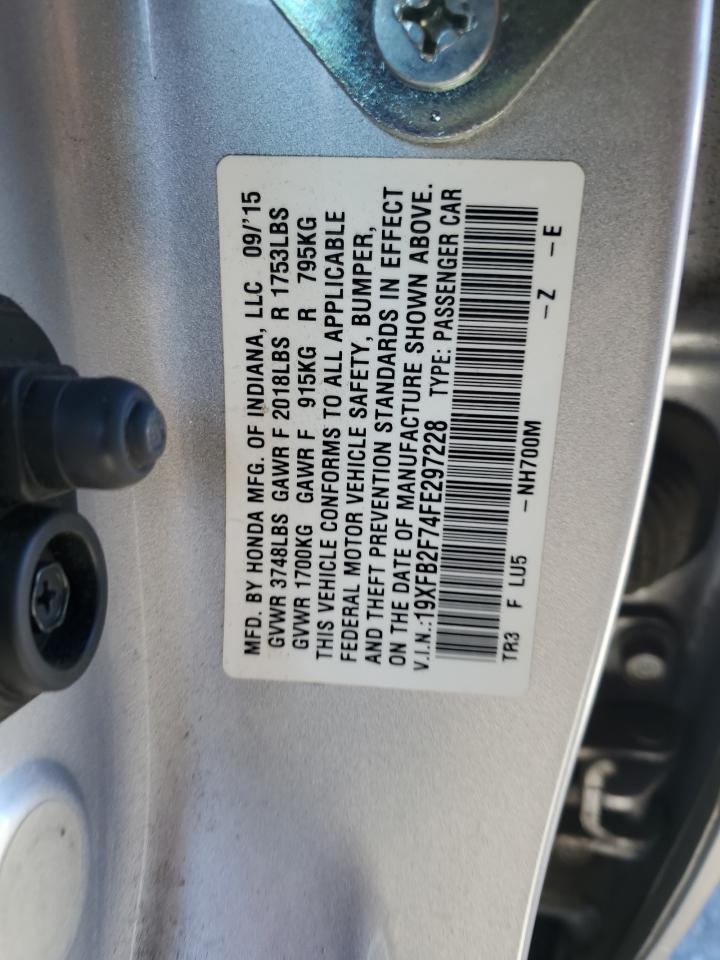 MFD. BY HONDA MFG. OF INDIANA, LLC 09/'15
GVWR 3748LBS GAWR F 2018LBS R 1753LBS
GVWR 1700KG GAWR F 915KG R 795KG
THIS VEHICLE CONFORMS TO ALL APPLICABLE
FEDERAL MOTOR VEHICLE SAFETY, BUMPER,
AND THEFT PREVENTION STANDARDS IN EFFECT
ON THE DATE OF MANUFACTURE SHOWN ABOVE.
V.I.N.:19XFB2F74FE297228 TYPE: PASSENGER CAR
TR3 F LU5 -NH700M -Z -E